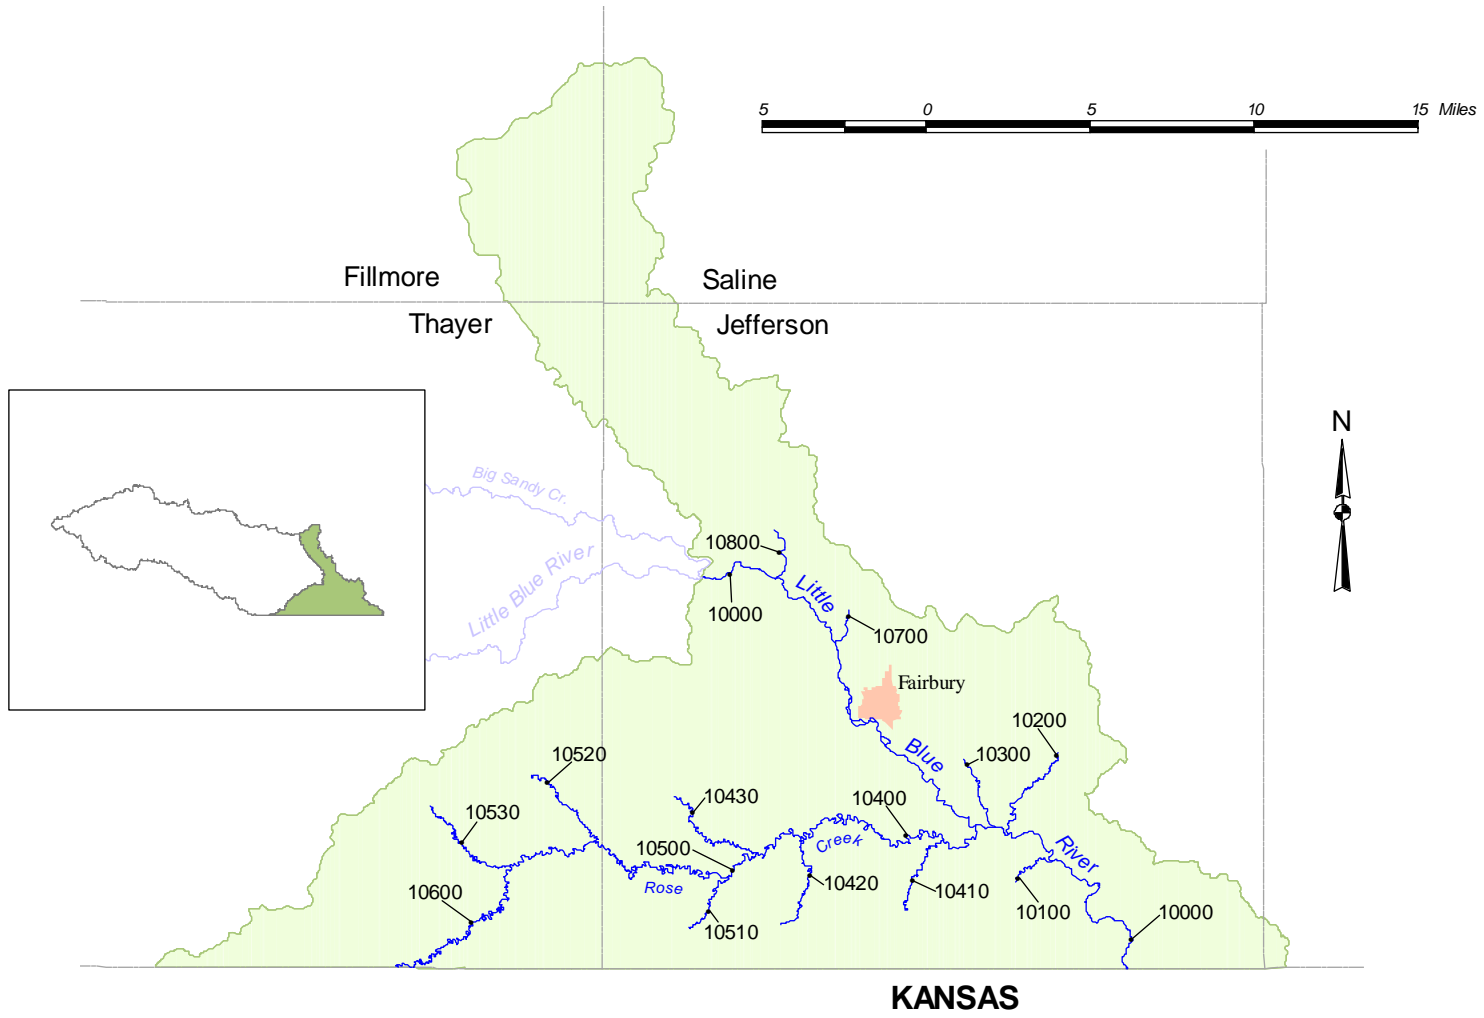 5 0 5 10 15 Miles
Fillmore
Saline
Thayer
Jefferson
N
Big Sandy Cr.
Little Blue River
10800
Little
10000
10700
Fairbury
10200
Blue
10300
10520
10430
10400
10530
Creek
River
10500
10420
10410
Rose
10600
10100
10000
10510
KANSAS